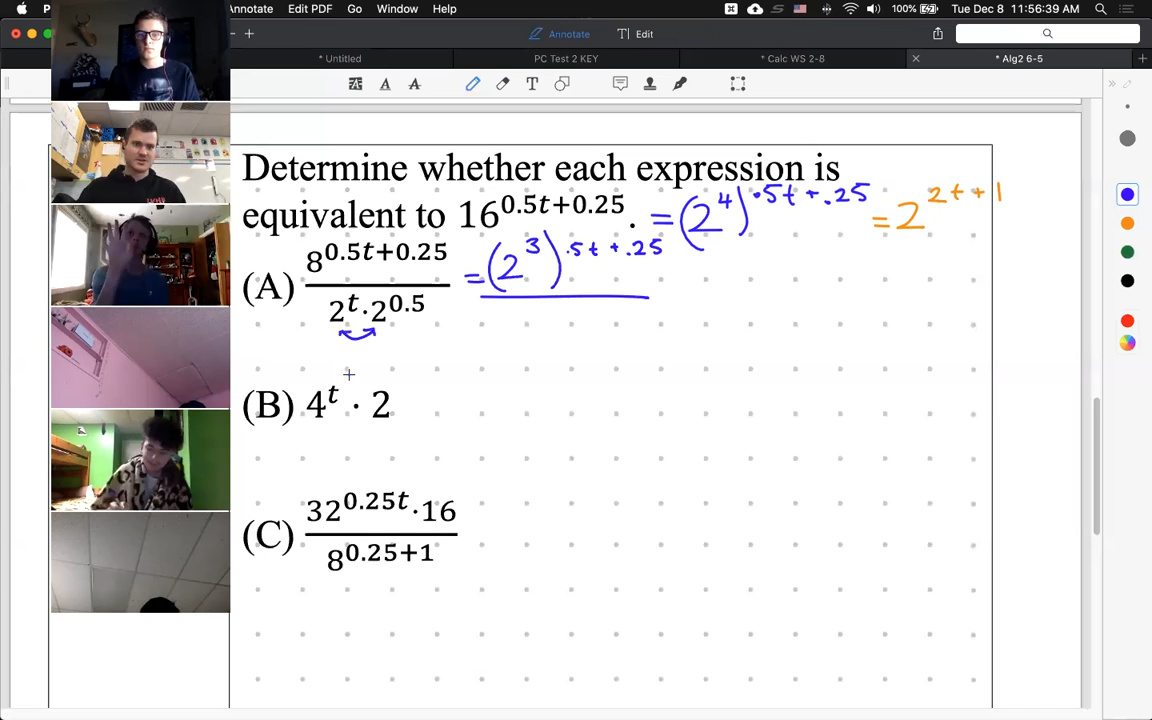 Annotate Edit PDF Go Window Help 100% Tue Dec 8 11:56:39 AM
Annotate Edit
* Untitled PC Test 2 KEY * Calc WS 2-8 * Alg2 6-5
Determine whether each expression is
equivalent to 16^{0.5t+0.25}. = (2^4)^{.5t+.25} = 2^{2t+1}
(A) \frac{8^{0.5t+0.25}}{2^t · 2^{0.5}} = (2^3)^{.5t+.25}
(B) 4^t · 2
(C) \frac{32^{0.25t} · 16}{8^{0.25+1}}